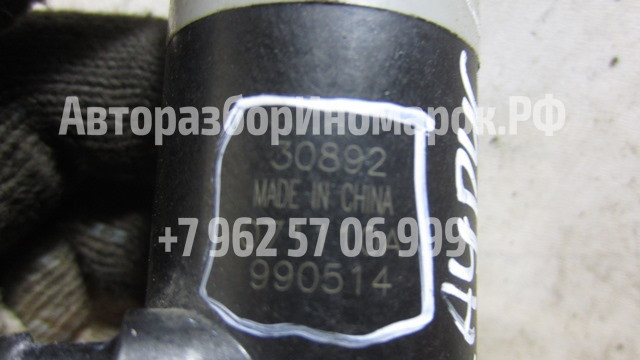 АвторазборИномарок.РФ
30892
MADE IN CHINA
+7 962 57 06 999
990514